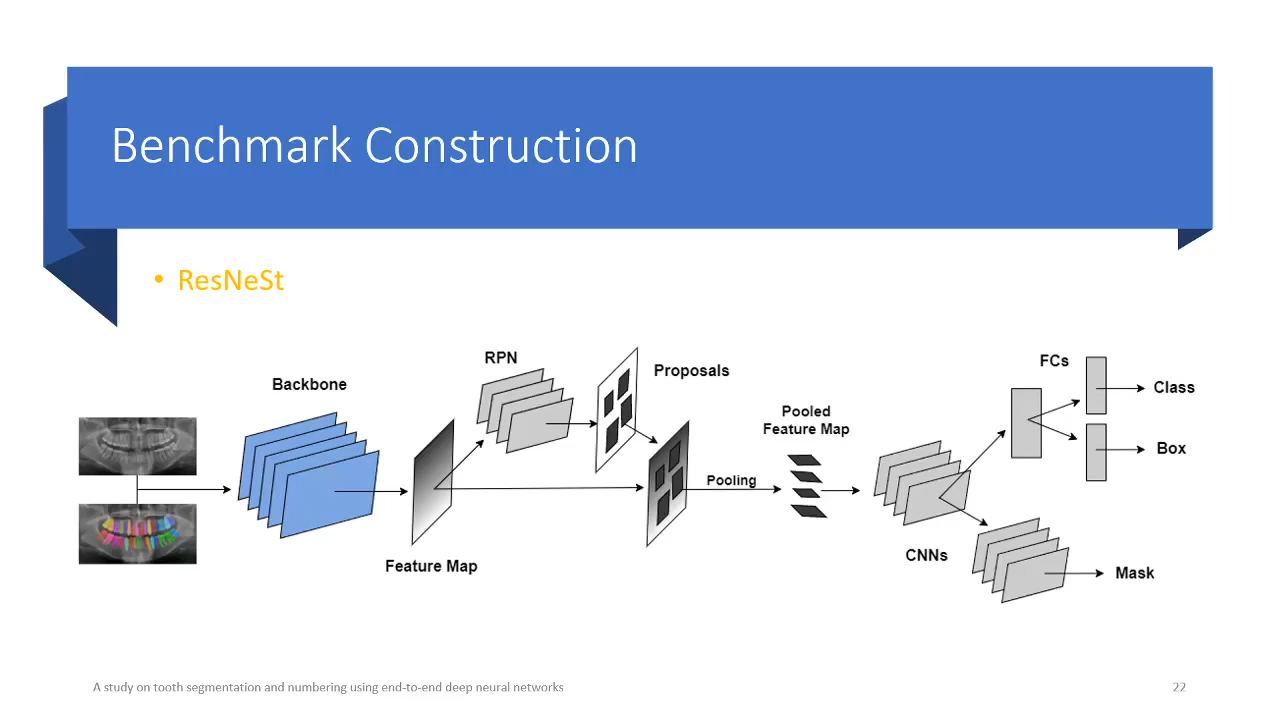 Benchmark Construction
• ResNeSt
Backbone
RPN
Proposals
Feature Map
Pooled
Feature Map
Pooling
CNNs
FCs
Class
Box
Mask
A study on tooth segmentation and numbering using end-to-end deep neural networks
22